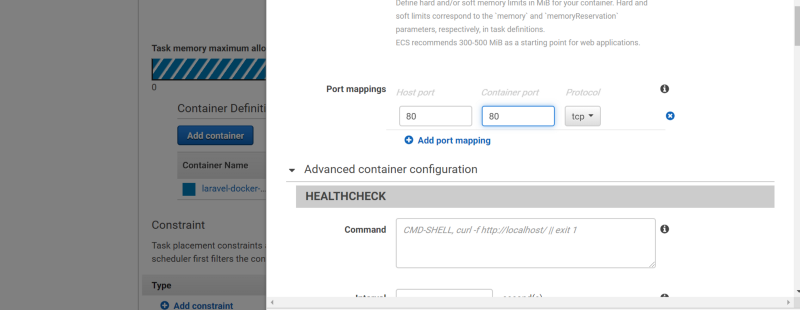 Define hard and/or soft memory limits in MiB for your container. Hard and
soft limits correspond to the `memory` and `memoryReservation`
parameters, respectively, in task definitions.
ECS recommends 300-500 MiB as a starting point for web applications.
Task memory maximum allo
0
Port mappings
Host port Container port Protocol
80 80 tcp
Add port mapping
Container Definiti
Add container
Container Name
laravel-docker-...
Advanced container configuration
HEALTHCHECK
Command
CMD-SHELL, curl -f http://localhost/ || exit 1
Constraint
Task placement constraints a
scheduler first filters the con
Type
Add constraint
Interval
second(s)